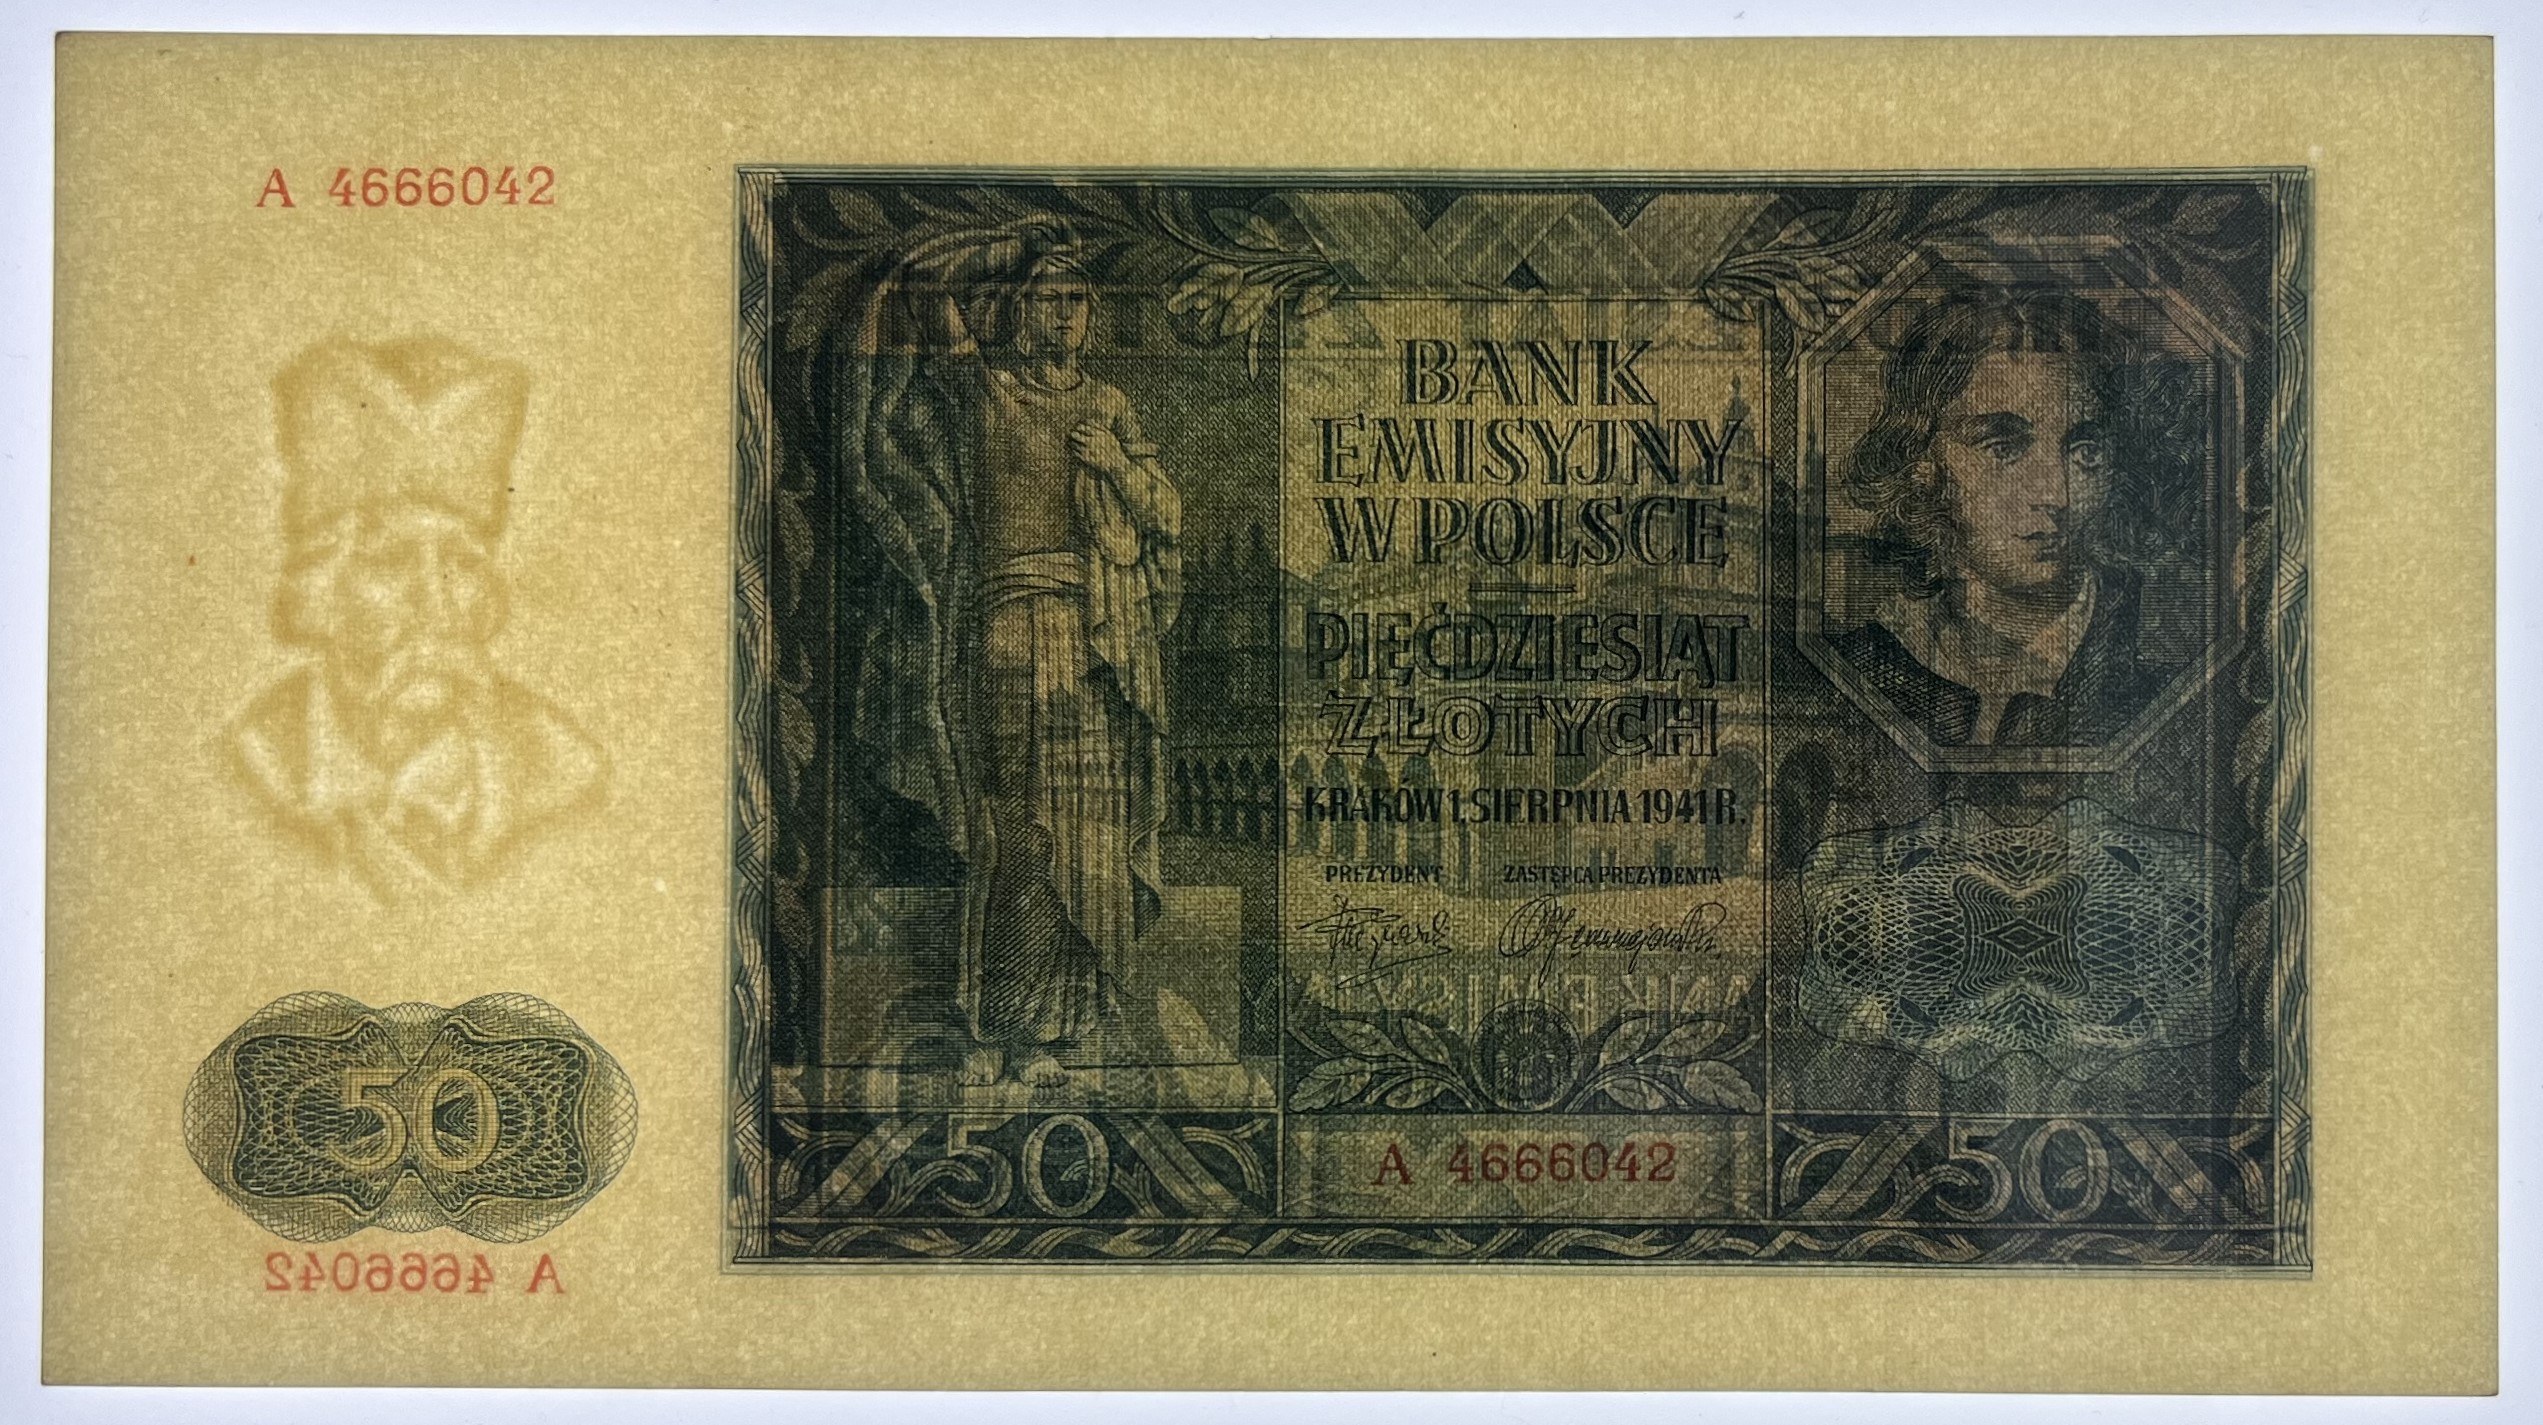 A 4666042
BANK
EMISYJNY
W POLSCE
PIĘĆDZIESIĄT
ZŁOTYCH
KRAKÓW 1. SIERPNIA 1941 R.
PREZYDENT ZASTĘPCA PREZYDENTA
50
50 A 4666042 50
A 4666042